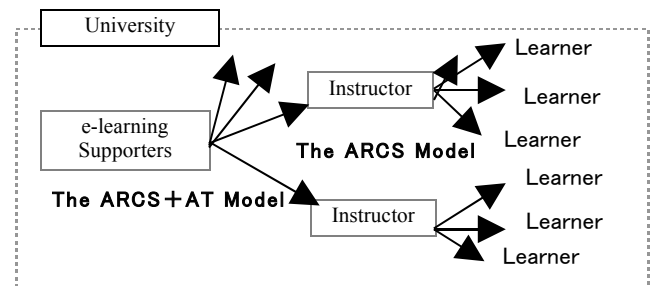 University
Learner
Instructor
Learner
e-learning
Supporters
Learner
The ARCS Model
Learner
The ARCS＋AT Model
Instructor
Learner
Learner